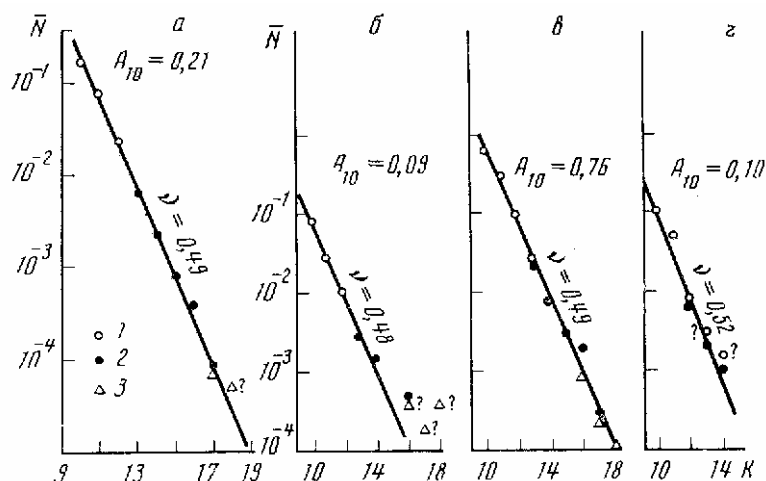 N̄ а N̄ б в г
A₁₀ = 0,21
A₁₀ = 0,09
A₁₀ = 0,76
A₁₀ = 0,10
10⁻¹
10⁻²
10⁻³
10⁻⁴
ν = 0,49
1
2
3
?
9 11 13 15 17 19
10⁻¹
10⁻²
10⁻³
10⁻⁴
ν = 0,48
? ?
?
10 14 18
ν = 0,49
10 14 18
ν = 0,52
?
?
10 14 K